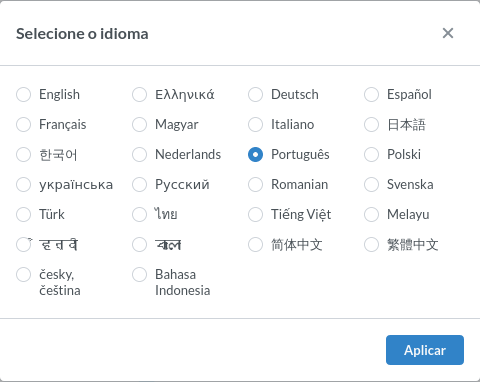 Selecione o idioma
English
Ελληνικά
Deutsch
Español
Français
Magyar
Italiano
日本語
한국어
Nederlands
Português
Polski
українська
Русский
Romanian
Svenska
Türk
ไทย
Tiếng Việt
Melayu
简体中文
繁體中文
česky,
čeština
Bahasa
Indonesia
Aplicar